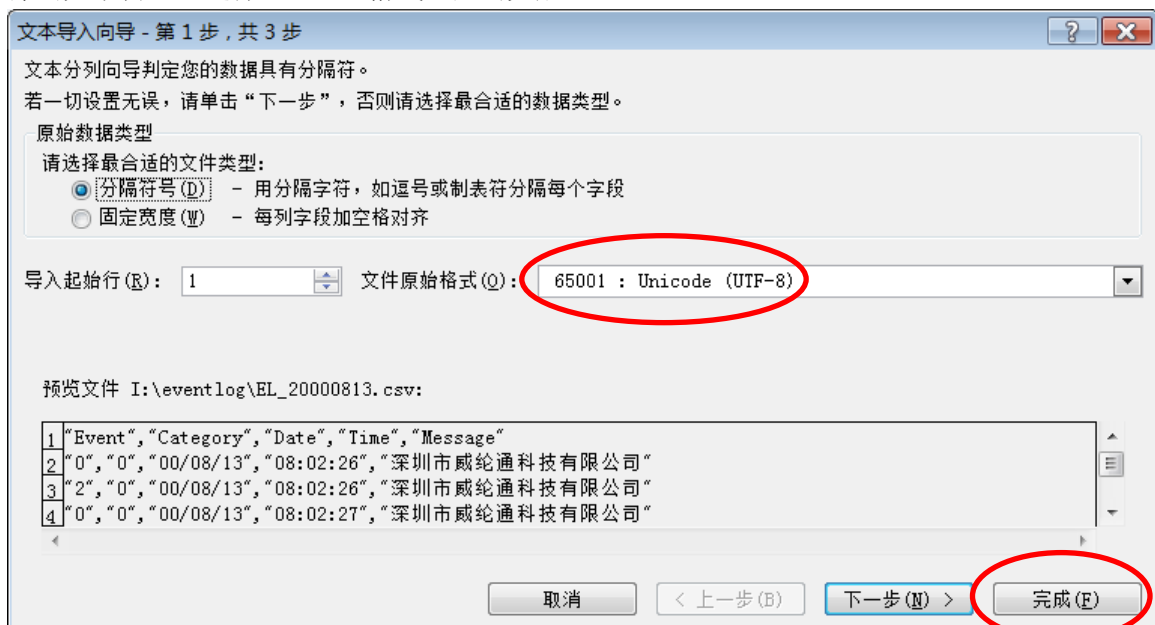 文本导入向导 - 第 1 步，共 3 步
文本分列向导判定您的数据具有分隔符。
若一切设置无误，请单击“下一步”，否则请选择最合适的数据类型。
原始数据类型
请选择最合适的文件类型:
分隔符号(D) - 用分隔字符，如逗号或制表符分隔每个字段
固定宽度(W) - 每列字段加空格对齐
导入起始行(R): 1 文件原始格式(O): 65001 : Unicode (UTF-8)
预览文件 I:\eventlog\EL_20000813.csv:
1 "Event","Category","Date","Time","Message"
2 "0","0","00/08/13","08:02:26","深圳市威纶通科技有限公司"
3 "2","0","00/08/13","08:02:26","深圳市威纶通科技有限公司"
4 "0","0","00/08/13","08:02:27","深圳市威纶通科技有限公司"
取消 < 上一步(B) 下一步(N) > 完成(F)